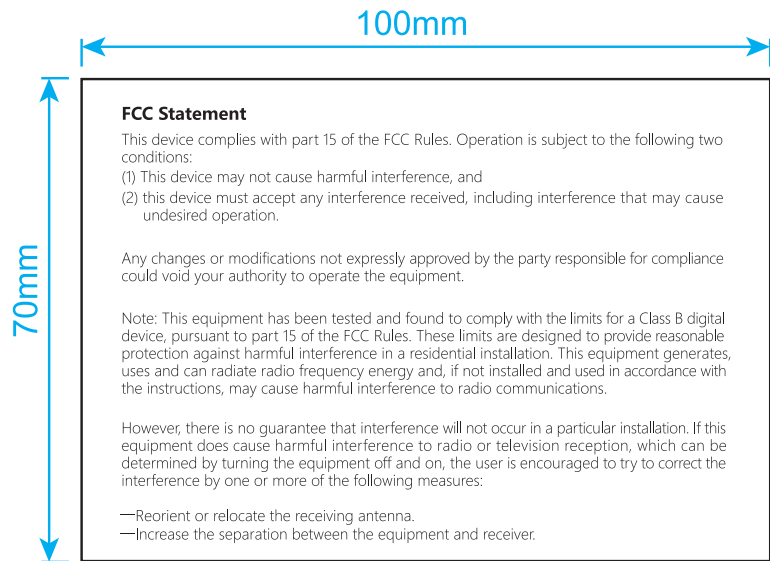 100mm
70mm
FCC Statement
This device complies with part 15 of the FCC Rules. Operation is subject to the following two
conditions:
(1) This device may not cause harmful interference, and
(2) this device must accept any interference received, including interference that may cause
undesired operation.
Any changes or modifications not expressly approved by the party responsible for compliance
could void your authority to operate the equipment.
Note: This equipment has been tested and found to comply with the limits for a Class B digital
device, pursuant to part 15 of the FCC Rules. These limits are designed to provide reasonable
protection against harmful interference in a residential installation. This equipment generates,
uses and can radiate radio frequency energy and, if not installed and used in accordance with
the instructions, may cause harmful interference to radio communications.
However, there is no guarantee that interference will not occur in a particular installation. If this
equipment does cause harmful interference to radio or television reception, which can be
determined by turning the equipment off and on, the user is encouraged to try to correct the
interference by one or more of the following measures:
—Reorient or relocate the receiving antenna.
—Increase the separation between the equipment and receiver.